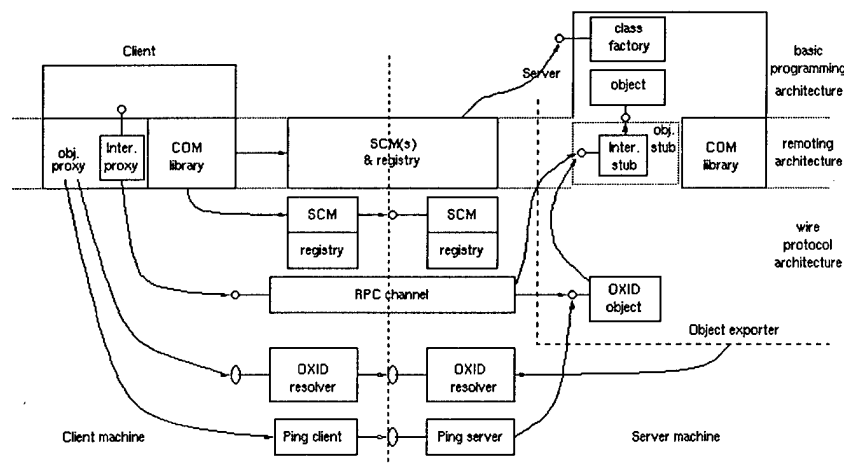 Client
class
factory
basic
programming
architecture
Server
object
obj.
proxy
Inter.
proxy
COM
library
SCM(s)
& registry
Inter.
stub
obj.
stub
COM
library
remoting
architecture
SCM
registry
SCM
registry
wire
protocol
architecture
RPC channel
OXID
object
Object exporter
OXID
resolver
OXID
resolver
Client machine
Ping client
Ping server
Server machine